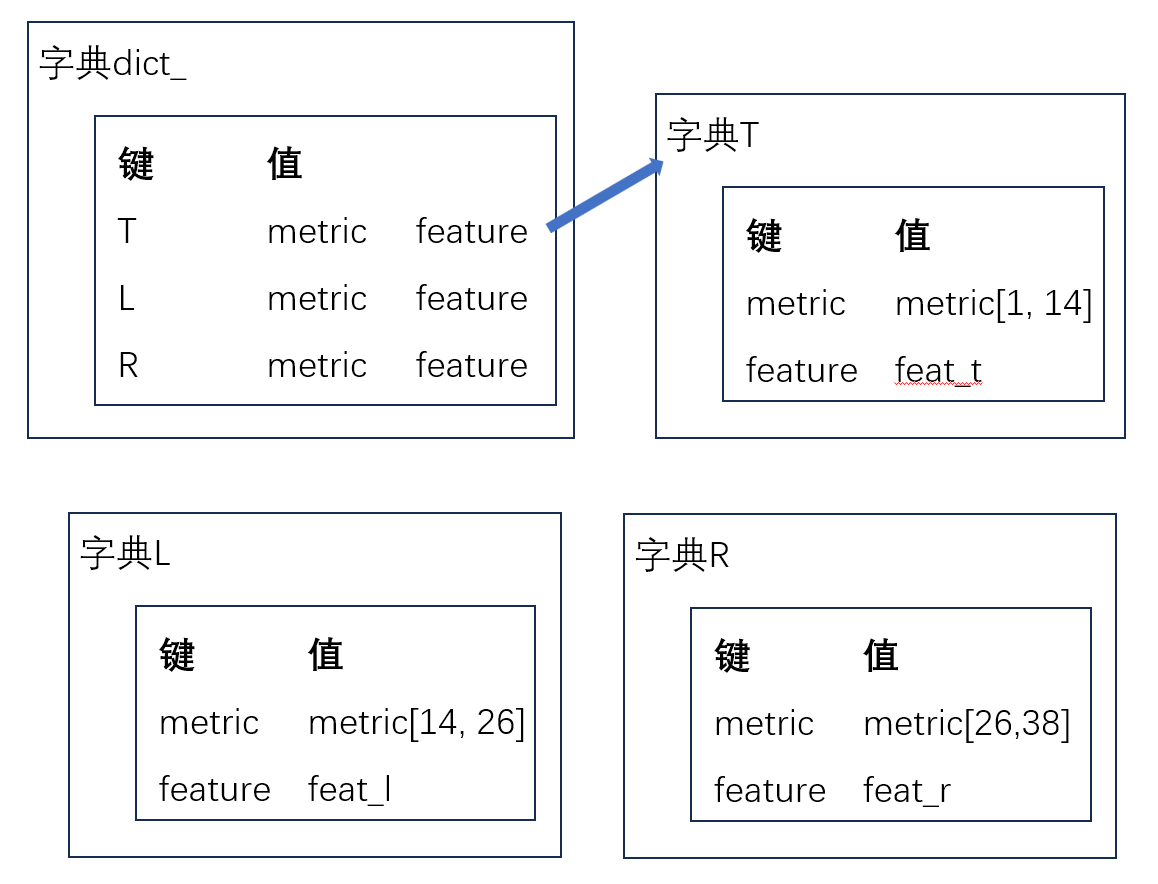 字典dict_
键 值
T metric feature
L metric feature
R metric feature
字典T
键 值
metric metric[1, 14]
feature feat_t
字典L
键 值
metric metric[14, 26]
feature feat_l
字典R
键 值
metric metric[26,38]
feature feat_r